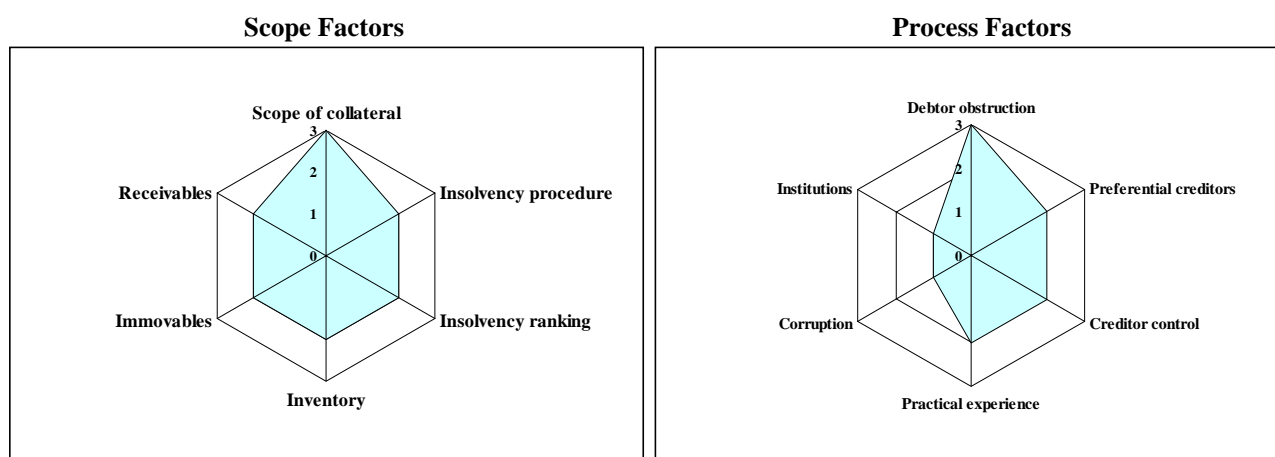 Scope Factors
Scope of collateral
3
2
1
0
Receivables
Insolvency procedure
Immovables
Insolvency ranking
Inventory
Process Factors
Debtor obstruction
3
2
1
0
Institutions
Preferential creditors
Corruption
Creditor control
Practical experience